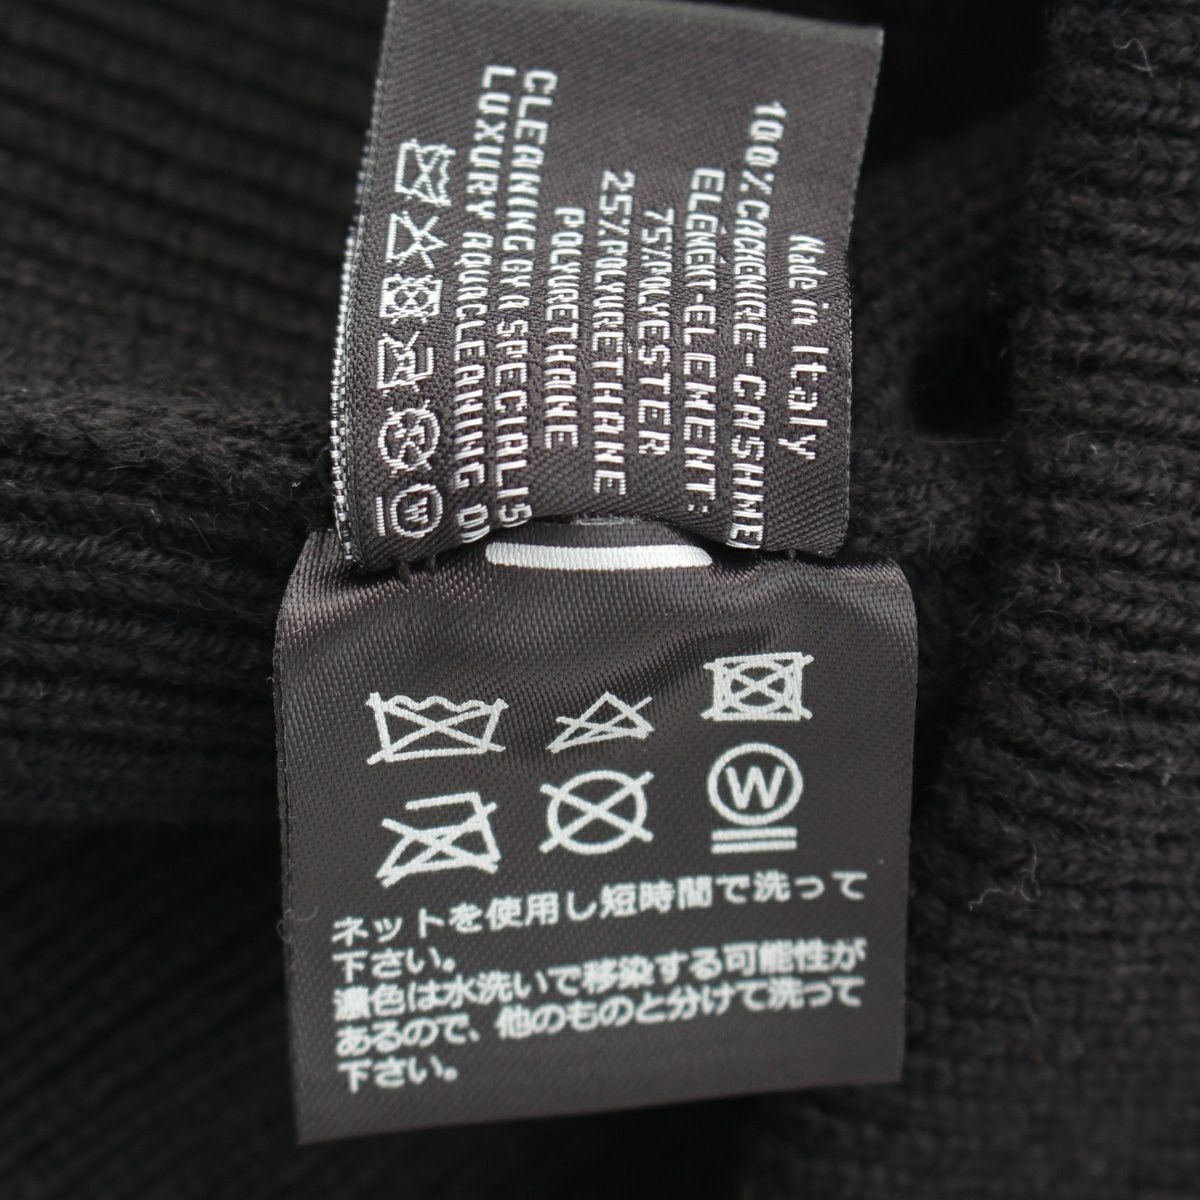 Made in Italy
100%CACHEMIRE-CASHME
ELÉMENT-ELEMENT:
75%POLYESTER
25%POLYURETHANE
POLYURETHANE
CLEANING BY A SPECIALIS
LUXURY AQUACLEANING ON
W
W
ネットを使用し短時間で洗って
下さい。
濃色は水洗いで移染する可能性が
あるので、他のものと分けて洗って
下さい。